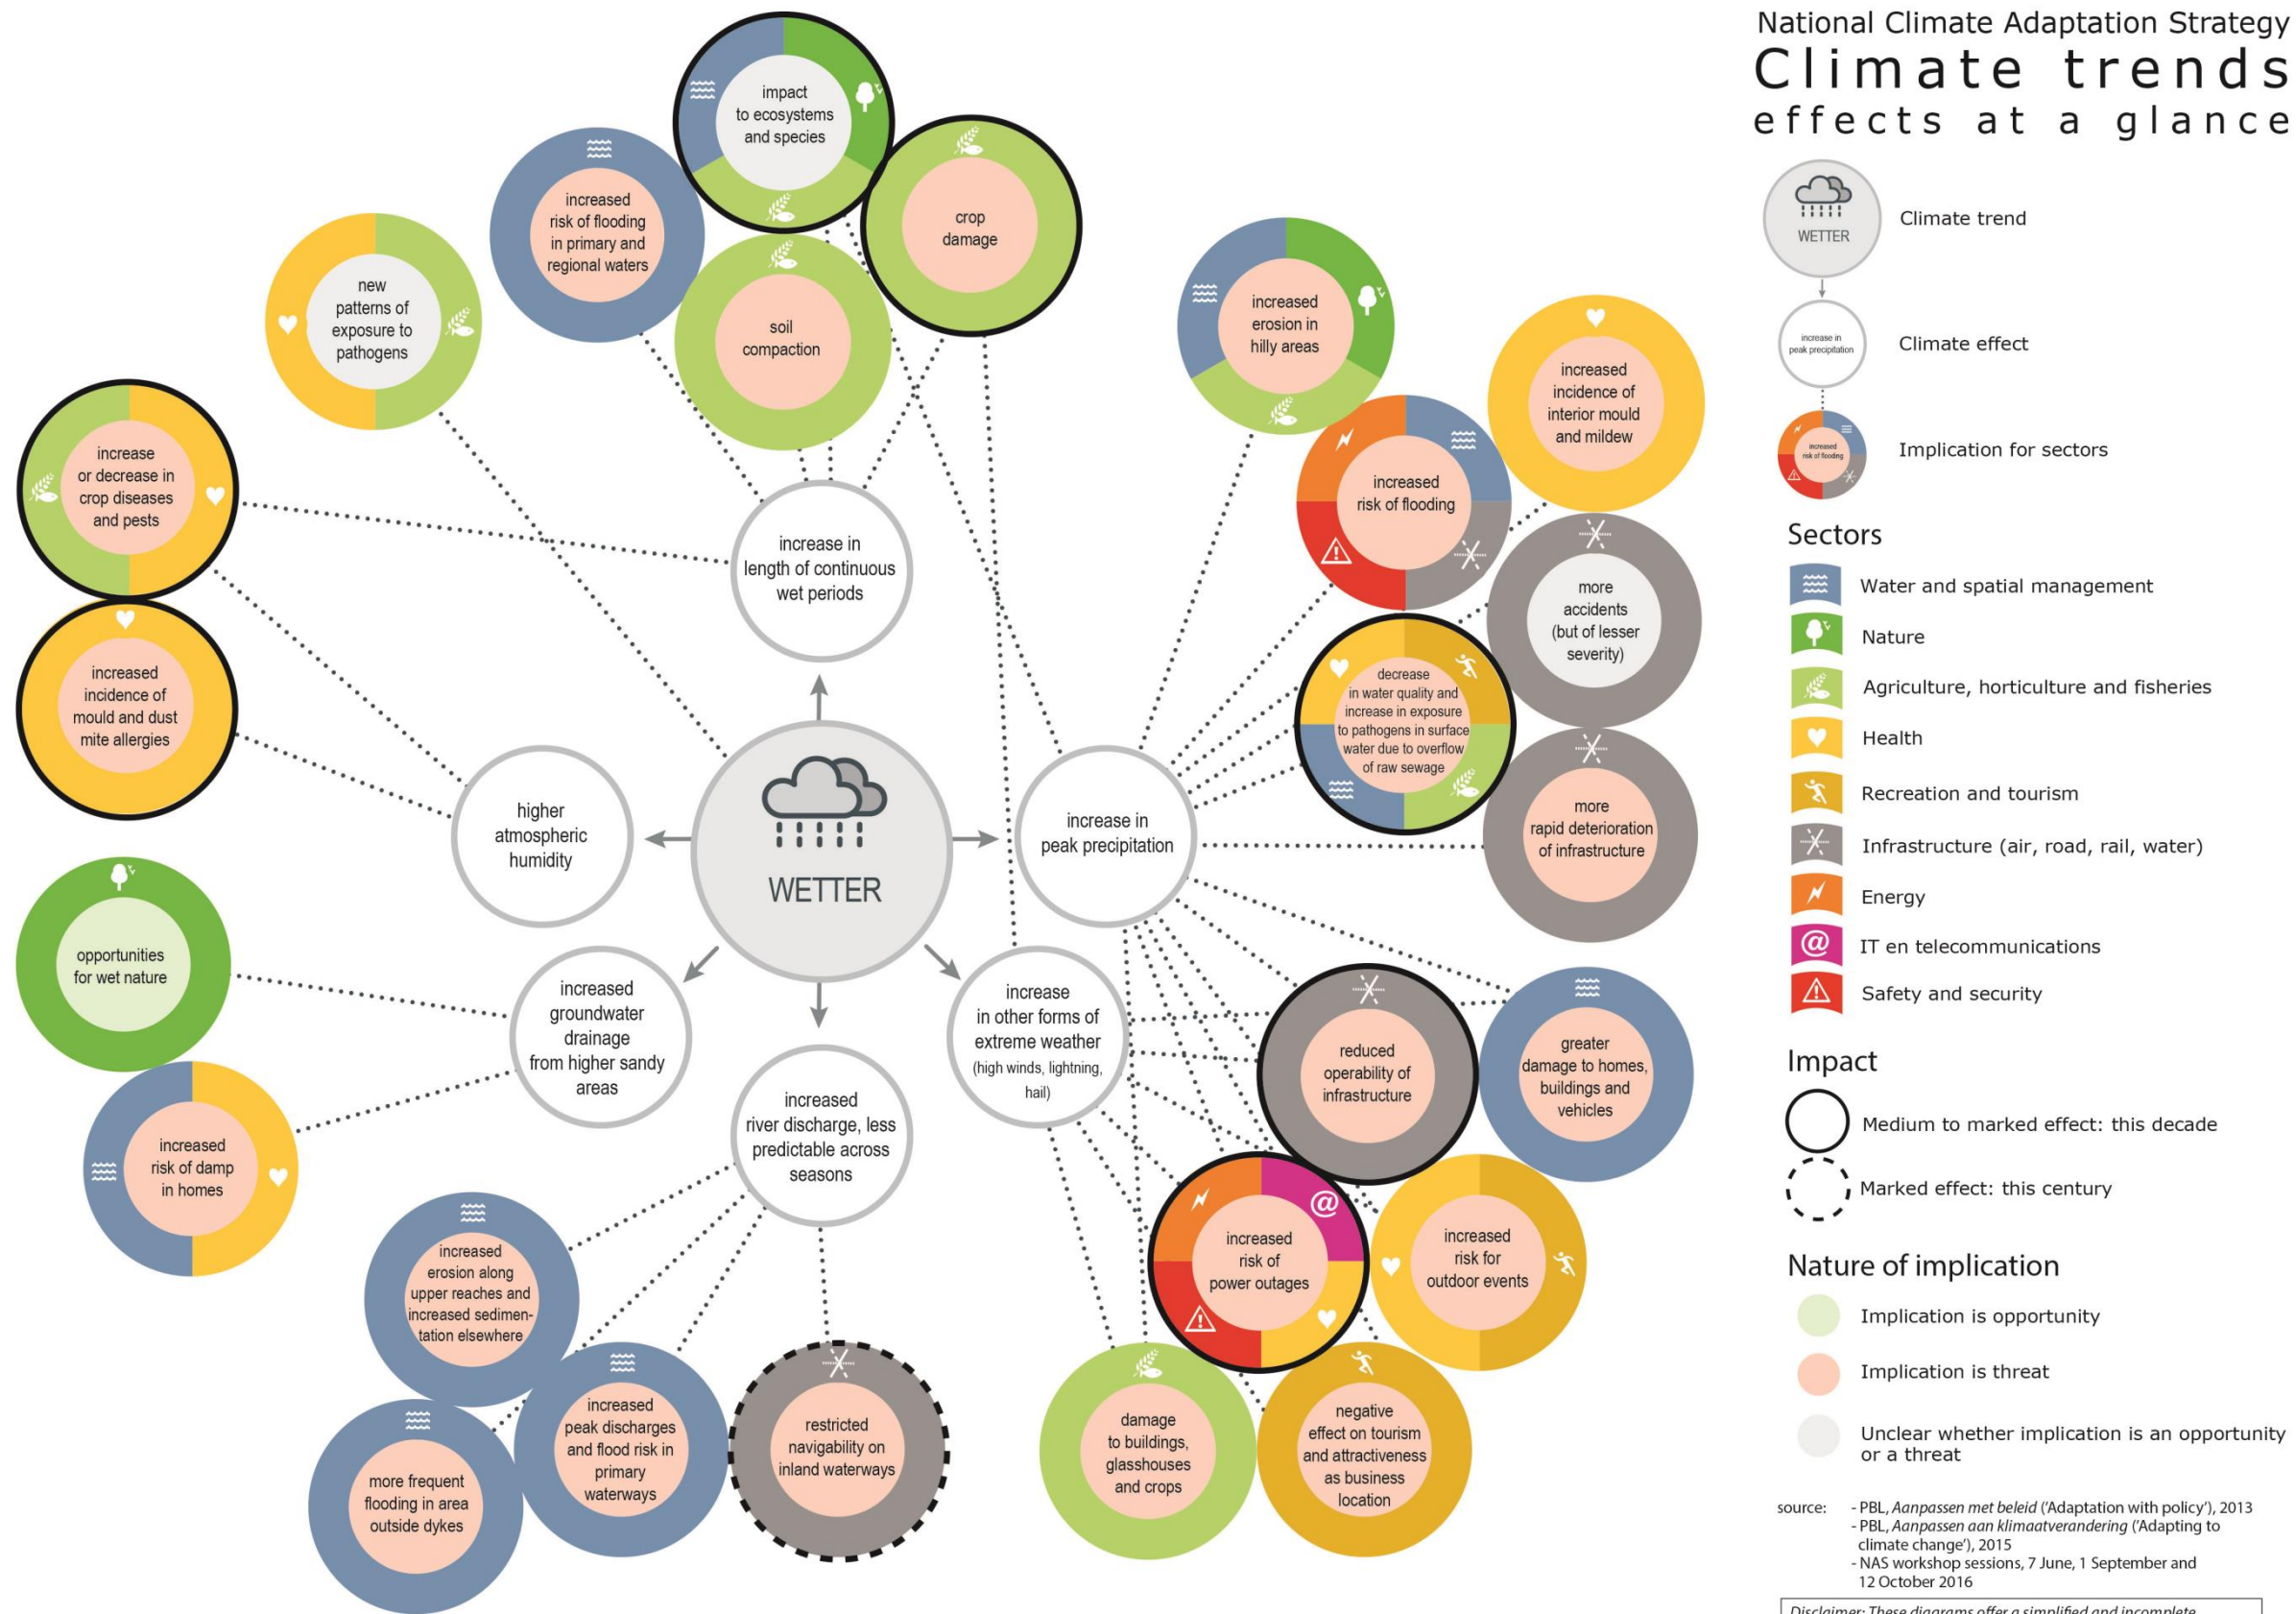 National Climate Adaptation Strategy
Climate trends
effects at a glance
WETTER
Climate trend
increase in
peak precipitation
Climate effect
increased
risk of flooding
Implication for sectors
Sectors
Water and spatial management
Nature
Agriculture, horticulture and fisheries
Health
Recreation and tourism
Infrastructure (air, road, rail, water)
Energy
@
IT en telecommunications
Safety and security
Impact
Medium to marked effect: this decade
Marked effect: this century
Nature of implication
Implication is opportunity
Implication is threat
Unclear whether implication is an opportunity
or a threat
source:
- PBL, Aanpassen met beleid ('Adaptation with policy'), 2013
- PBL, Aanpassen aan klimaatverandering ('Adapting to
climate change'), 2015
- NAS workshop sessions, 7 June, 1 September and
12 October 2016
Disclaimer: These diagrams offer a simplified and incomplete
impact
to ecosystems
and species
increased
risk of flooding
in primary and
regional waters
crop
damage
soil
compaction
new
patterns of
exposure to
pathogens
increase
or decrease in
crop diseases
and pests
increased
incidence of
mould and dust
mite allergies
increase in
length of continuous
wet periods
higher
atmospheric
humidity
WETTER
increase in
peak precipitation
increased
erosion in
hilly areas
increased
incidence of
interior mould
and mildew
increased
risk of flooding
more
accidents
(but of lesser
severity)
decrease
in water quality and
increase in exposure
to pathogens in surface
water due to overflow
of raw sewage
more
rapid deterioration
of infrastructure
opportunities
for wet nature
increased
groundwater
drainage
from higher sandy
areas
increased
risk of damp
in homes
increased
river discharge, less
predictable across
seasons
increase
in other forms of
extreme weather
(high winds, lightning,
hail)
reduced
operability of
infrastructure
greater
damage to homes,
buildings and
vehicles
@
increased
risk of
power outages
increased
risk for
outdoor events
increased
erosion along
upper reaches and
increased sedimen-
tation elsewhere
more frequent
flooding in area
outside dykes
increased
peak discharges
and flood risk in
primary
waterways
restricted
navigability on
inland waterways
damage
to buildings,
glasshouses
and crops
negative
effect on tourism
and attractiveness
as business
location